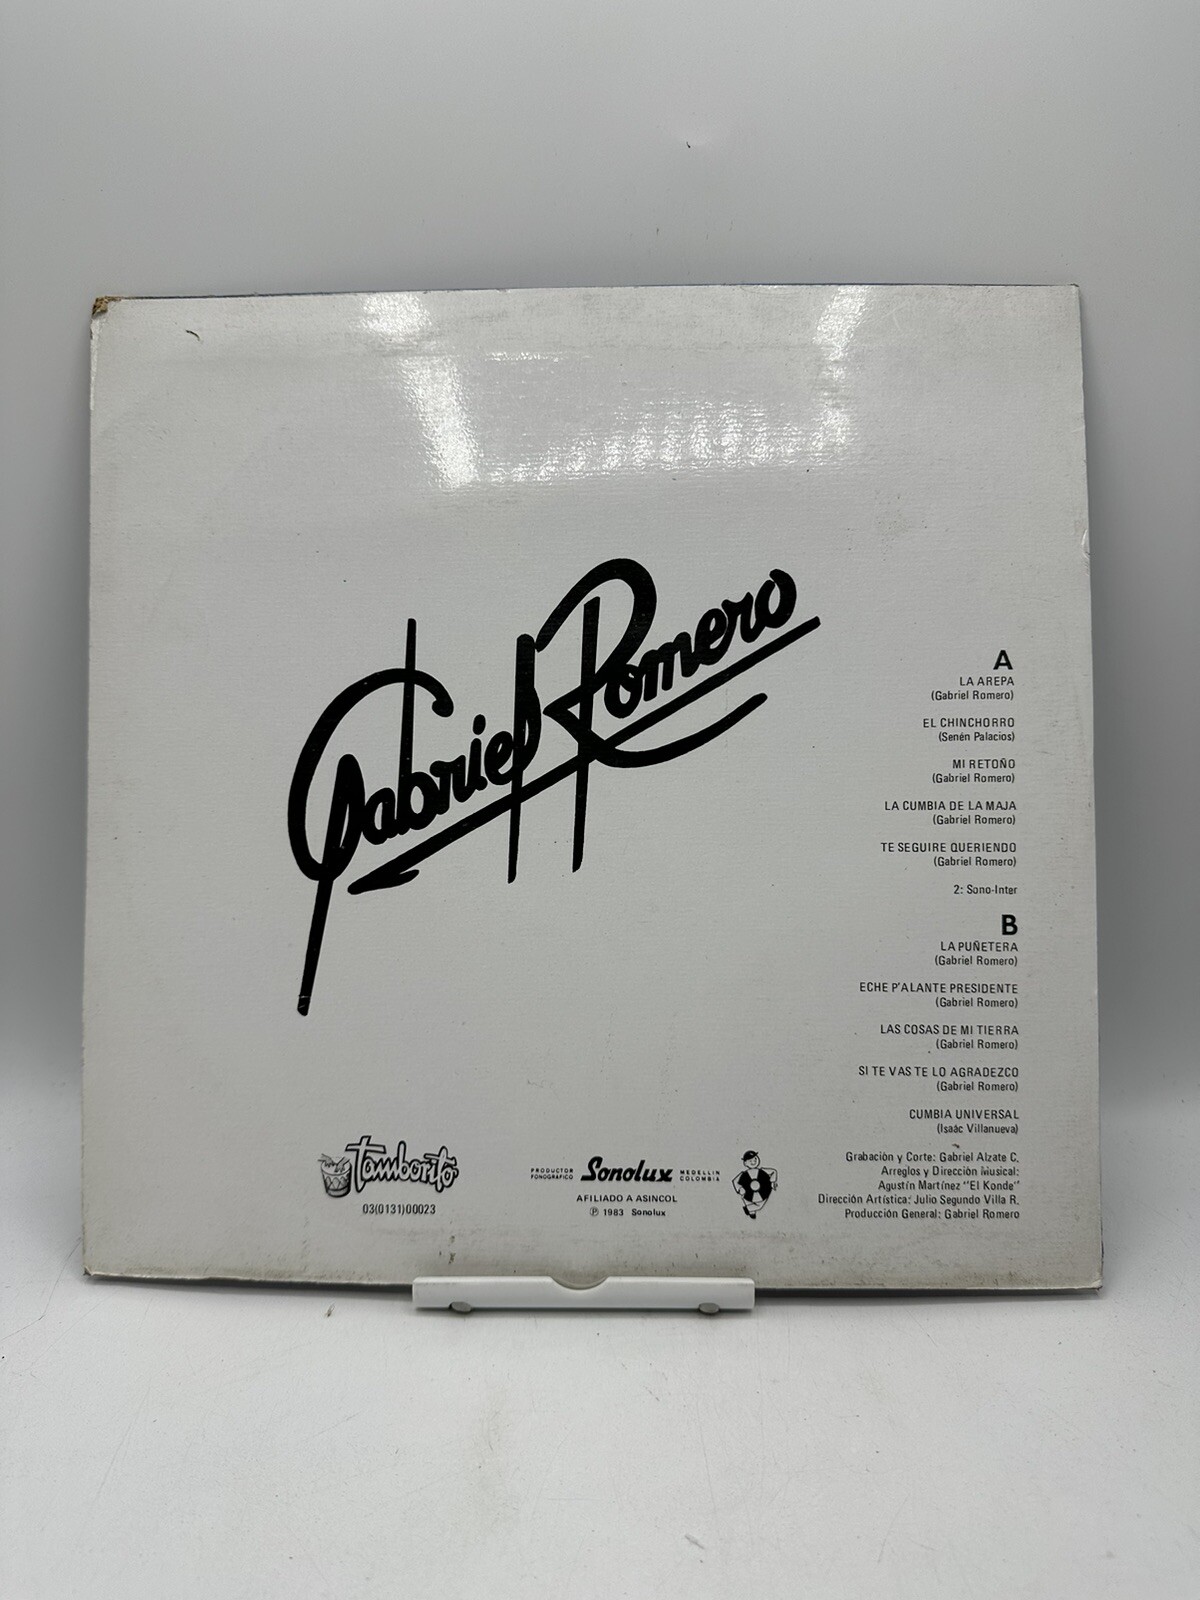 Gabriel Romero
A
LA AREPA
(Gabriel Romero)
EL CHINCHORRO
(Senén Palacios)
MI RETOÑO
(Gabriel Romero)
LA CUMBIA DE LA MAJA
(Gabriel Romero)
TE SEGUIRE QUERIENDO
(Gabriel Romero)
2: Sono-Inter
B
LA PUÑETERA
(Gabriel Romero)
ECHE P'ALANTE PRESIDENTE
(Gabriel Romero)
LAS COSAS DE MI TIERRA
(Gabriel Romero)
SI TE VAS TE LO AGRADEZCO
(Gabriel Romero)
CUMBIA UNIVERSAL
(Isaác Villanueva)
Grabación y Corte: Gabriel Alzate C.
Arreglos y Dirección Musical:
Agustín Martínez "El Konde"
Dirección Artística: Julio Segundo Villa R.
Producción General: Gabriel Romero
Tamborito
03(0131)00023
PRODUCTOR
FONOGRAFICO
Sonolux
MEDELLIN
COLOMBIA
AFILIADO A ASINCOL
℗ 1983 Sonolux